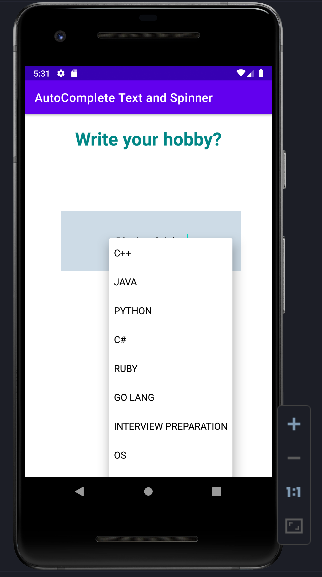 5:31
AutoComplete Text and Spinner
Write your hobby?
C++
JAVA
PYTHON
C#
RUBY
GO LANG
INTERVIEW PREPARATION
OS
1:1